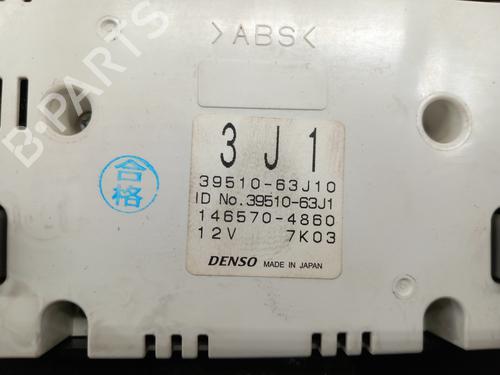 >ABS<
3J1
39510-63J10
ID No.39510-63J1
146570-4860
12V 7K03
DENSO MADE IN JAPAN
合格
B-PARTS